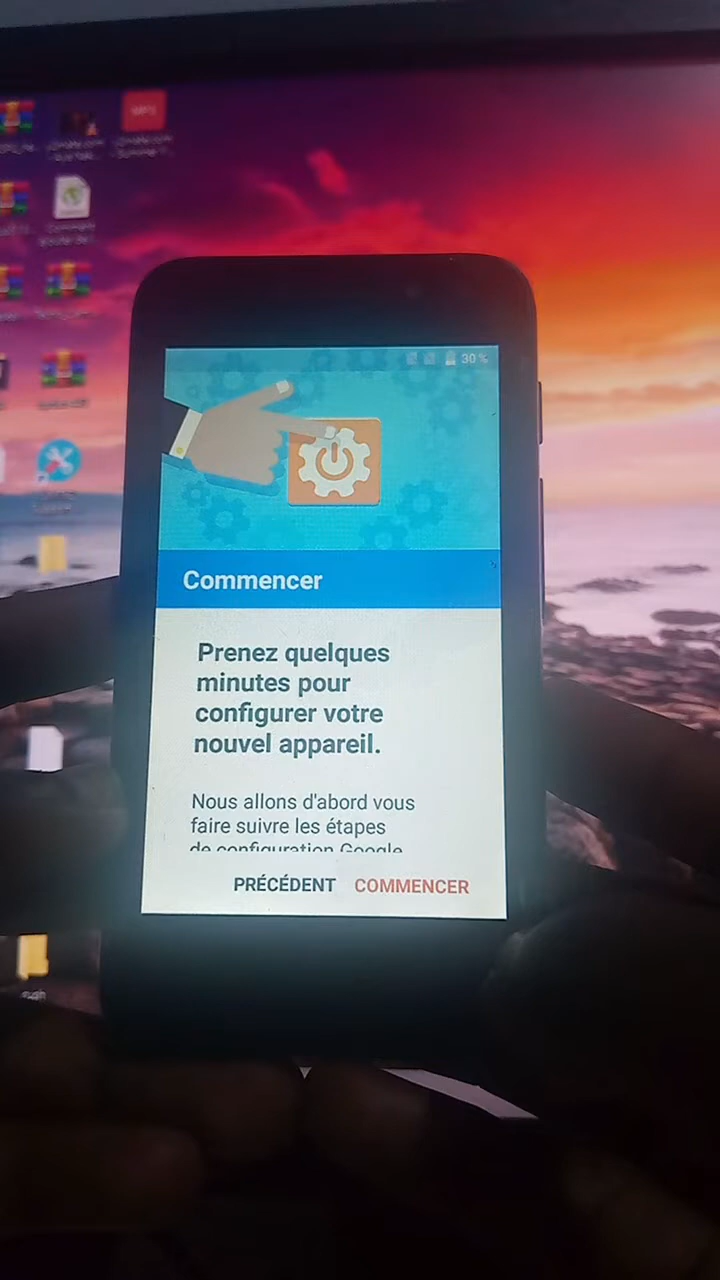 MP3
30 %
Commencer
Prenez quelques
minutes pour
configurer votre
nouvel appareil.
Nous allons d'abord vous
faire suivre les étapes
de configuration Google
PRÉCÉDENT COMMENCER